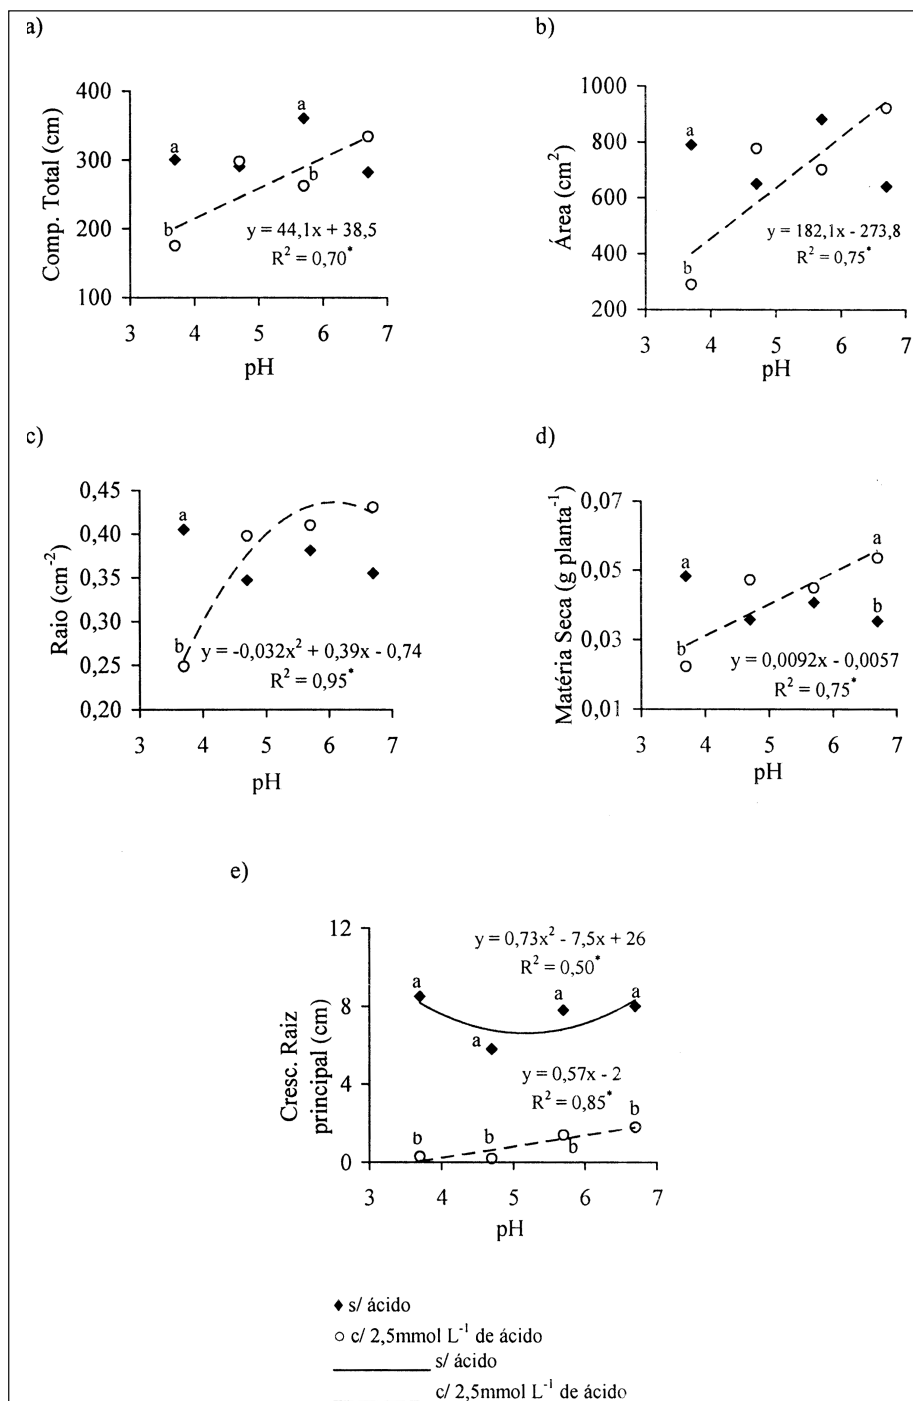 a)
400
300
200
100
Comp. Total (cm)
a
a
b
b
y = 44,1x + 38,5
R² = 0,70*
3 4 5 6 7
pH
b)
1000
800
600
400
200
Área (cm²)
a
b
y = 182,1x - 273,8
R² = 0,75*
3 4 5 6 7
pH
c)
0,45
0,40
0,35
0,30
0,25
0,20
Raio (cm⁻²)
a
b
y = -0,032x² + 0,39x - 0,74
R² = 0,95*
3 4 5 6 7
pH
d)
0,07
0,05
0,03
0,01
Matéria Seca (g planta⁻¹)
a
a
b
b
y = 0,0092x - 0,0057
R² = 0,75*
3 4 5 6 7
pH
e)
12
8
4
0
Cresc. Raiz
principal (cm)
y = 0,73x² - 7,5x + 26
R² = 0,50*
a
a
a
a
y = 0,57x - 2
R² = 0,85*
b
b
b
b
3 4 5 6 7
pH
s/ ácido
c/ 2,5mmol L⁻¹ de ácido
s/ ácido
c/ 2,5mmol L⁻¹ de ácido